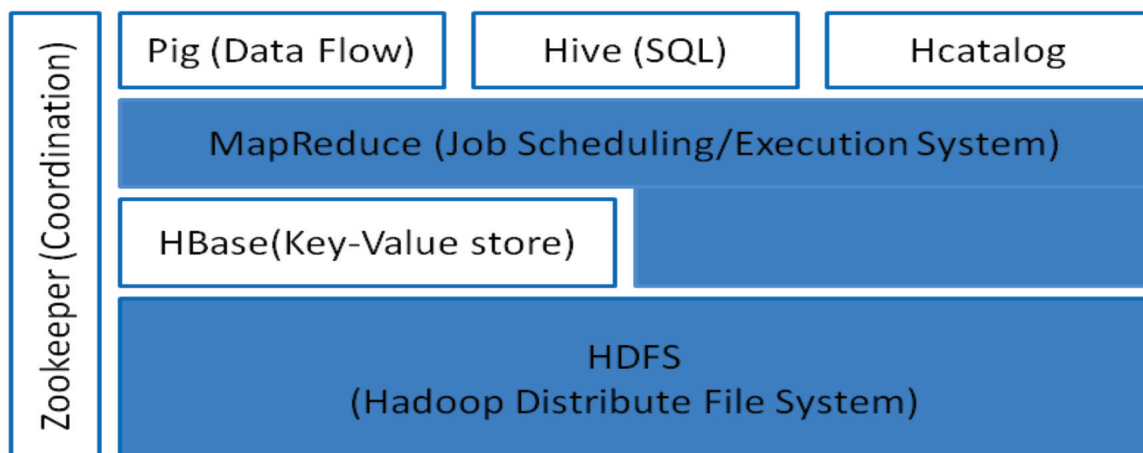 Zookeeper (Coordination)
Pig (Data Flow)
Hive (SQL)
Hcatalog
MapReduce (Job Scheduling/Execution System)
HBase(Key-Value store)
HDFS
(Hadoop Distribute File System)